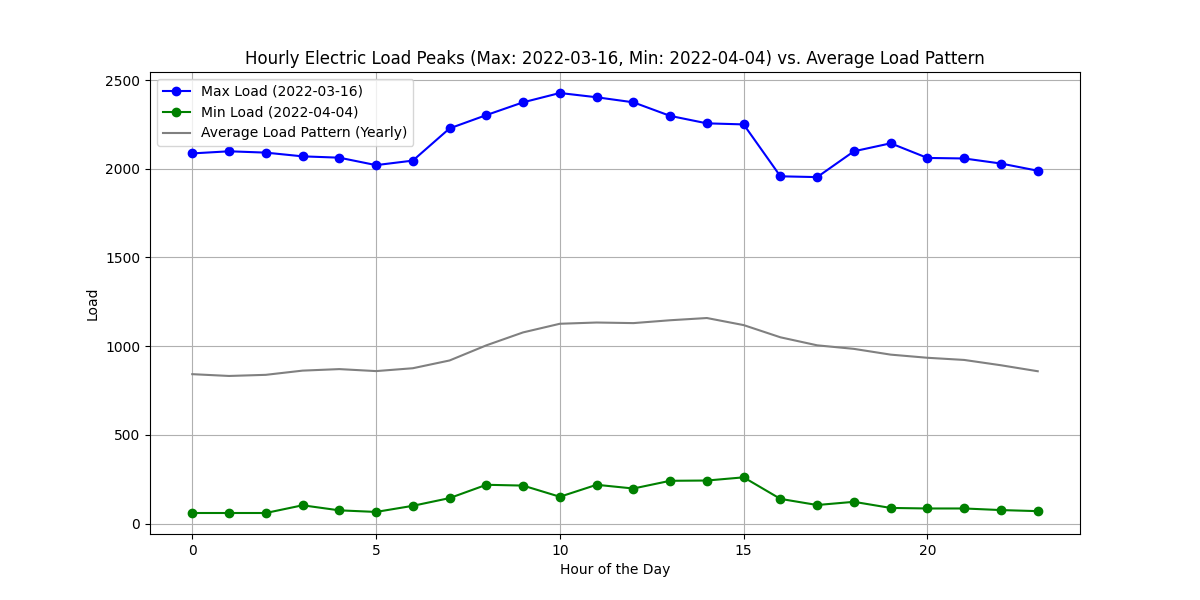 Hourly Electric Load Peaks (Max: 2022-03-16, Min: 2022-04-04) vs. Average Load Pattern
Max Load (2022-03-16)
Min Load (2022-04-04)
Average Load Pattern (Yearly)
2500
2000
1500
1000
500
0
Load
0 5 10 15 20
Hour of the Day